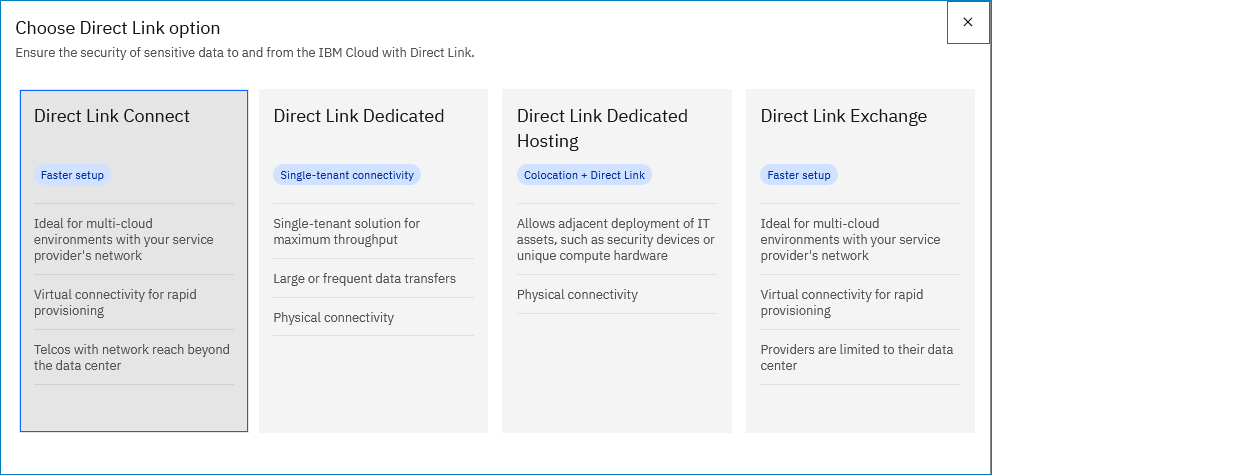 Choose Direct Link option
Ensure the security of sensitive data to and from the IBM Cloud with Direct Link.
Direct Link Connect
Faster setup
Ideal for multi-cloud
environments with your service
provider's network
Virtual connectivity for rapid
provisioning
Telcos with network reach beyond
the data center
Direct Link Dedicated
Single-tenant connectivity
Single-tenant solution for
maximum throughput
Large or frequent data transfers
Physical connectivity
Direct Link Dedicated
Hosting
Colocation + Direct Link
Allows adjacent deployment of IT
assets, such as security devices or
unique compute hardware
Physical connectivity
Direct Link Exchange
Faster setup
Ideal for multi-cloud
environments with your service
provider's network
Virtual connectivity for rapid
provisioning
Providers are limited to their data
center